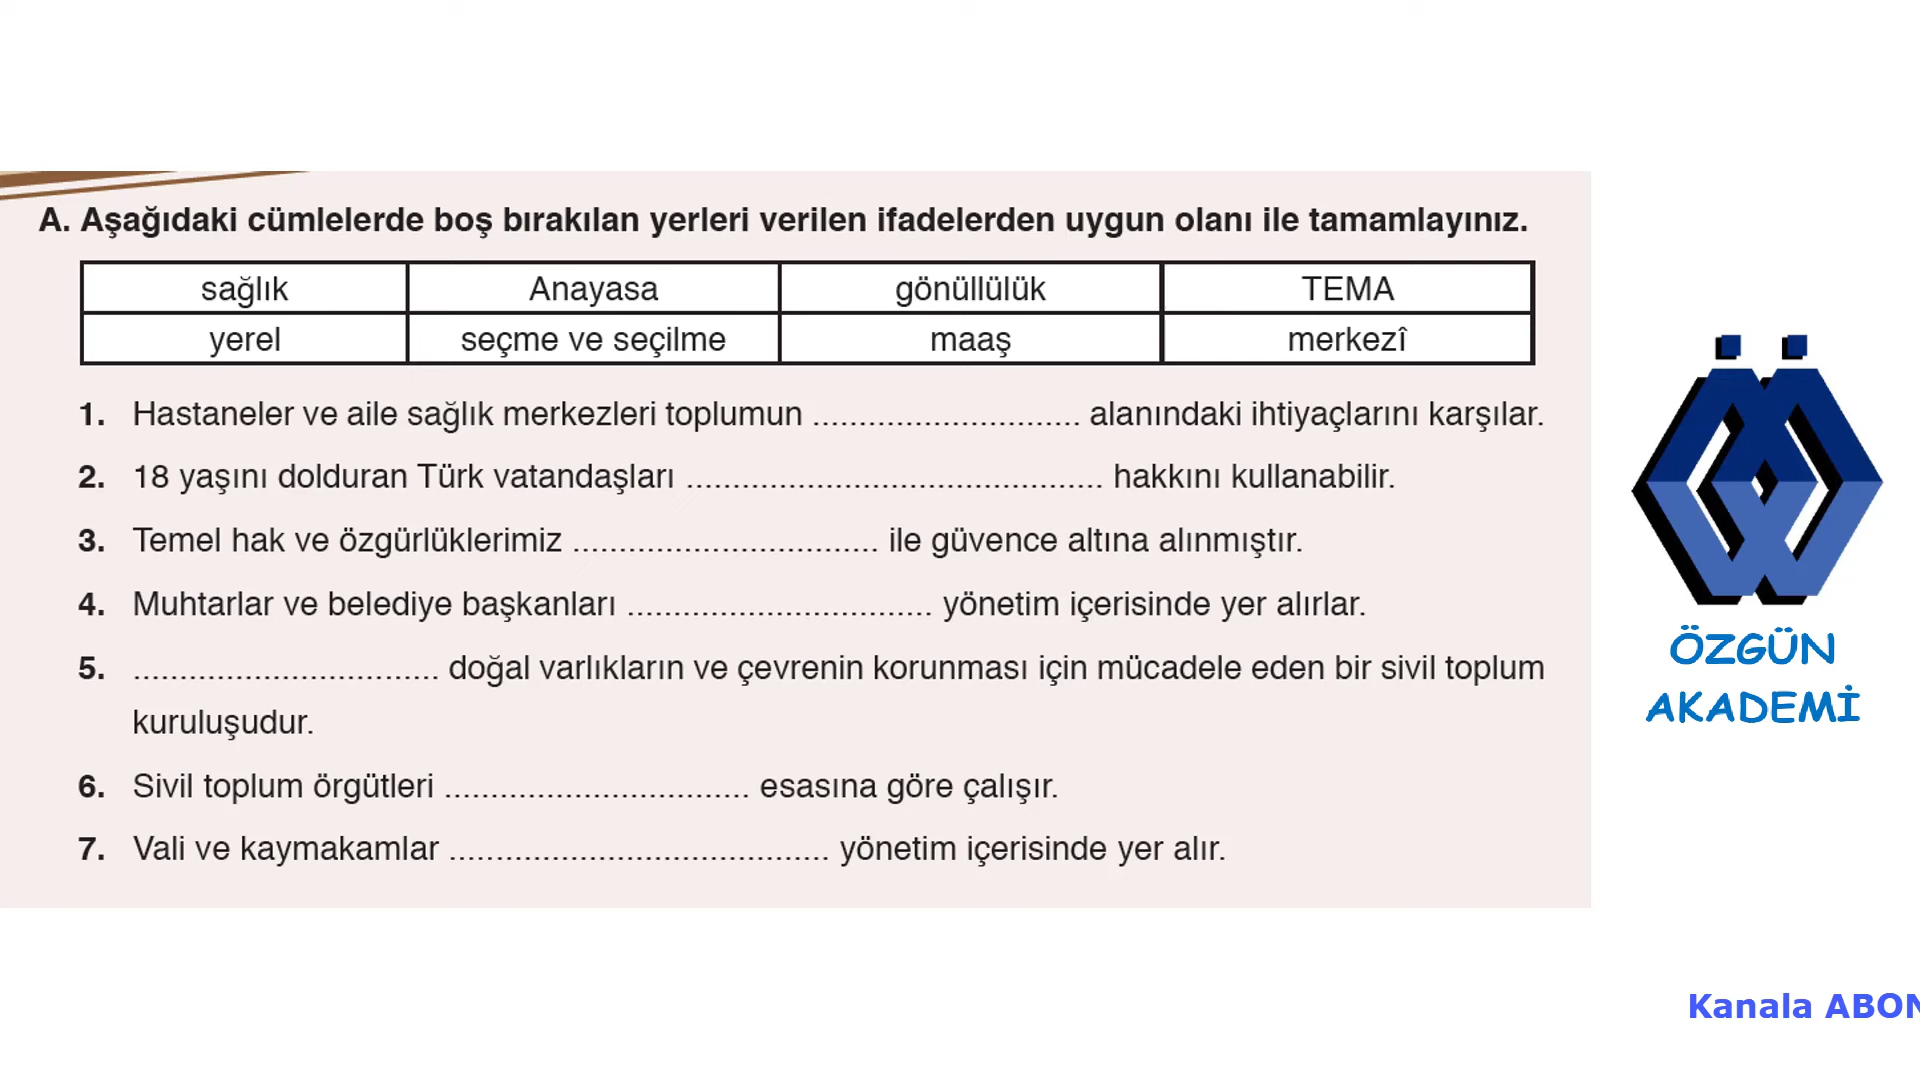 A. Aşağıdaki cümlelerde boş bırakılan yerleri verilen ifadelerden uygun olanı ile tamamlayınız.
sağlık Anayasa gönüllülük TEMA
yerel seçme ve seçilme maaş merkezî
1. Hastaneler ve aile sağlık merkezleri toplumun ............................. alanındaki ihtiyaçlarını karşılar.
2. 18 yaşını dolduran Türk vatandaşları ............................................. hakkını kullanabilir.
3. Temel hak ve özgürlüklerimiz ................................. ile güvence altına alınmıştır.
4. Muhtarlar ve belediye başkanları ................................. yönetim içerisinde yer alırlar.
5. ................................. doğal varlıkların ve çevrenin korunması için mücadele eden bir sivil toplum
kuruluşudur.
6. Sivil toplum örgütleri ................................. esasına göre çalışır.
7. Vali ve kaymakamlar ......................................... yönetim içerisinde yer alır.
ÖZGÜN
AKADEMİ
Kanala ABON